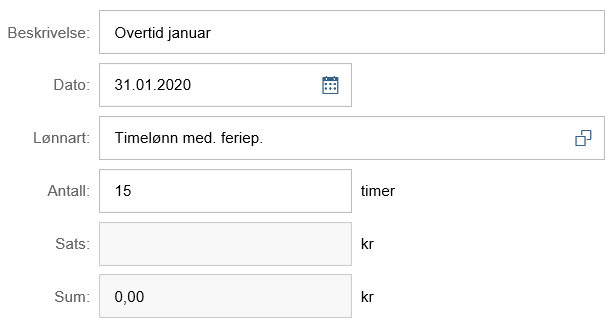 Beskrivelse: Overtid januar
Dato: 31.01.2020
Lønnart: Timelønn med. feriep.
Antall: 15 timer
Sats: kr
Sum: 0,00 kr